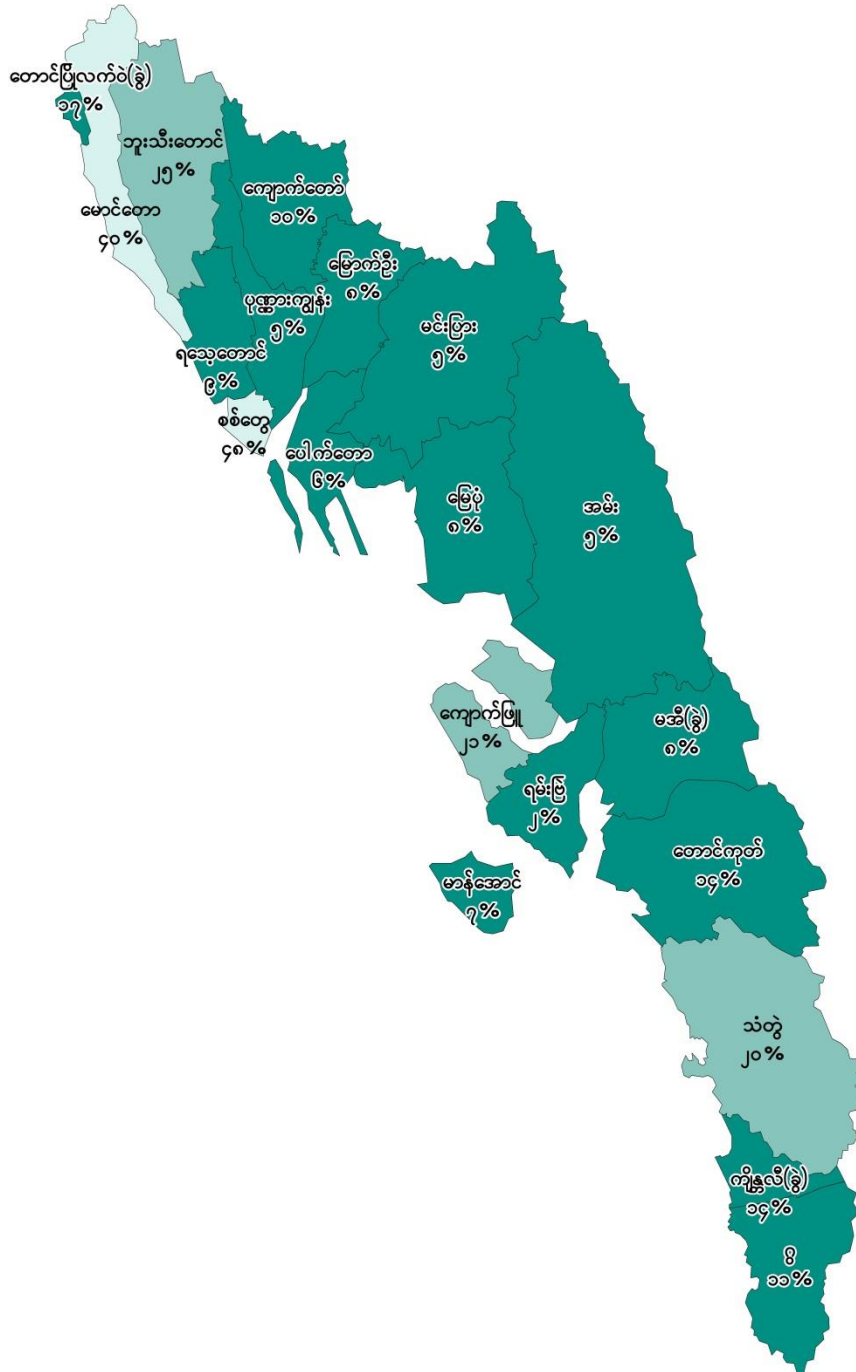 တောင်ပြိုလက်ဝဲ(ခွဲ)
၁၇%
ဘူးသီးတောင်
၂၅%
မောင်တော
၄၀%
ကျောက်တော်
၁၀%
မြောက်ဦး
၈%
ပုဏ္ဏားကျွန်း
၅%
မင်းပြား
၅%
ရသေ့တောင်
၉%
စစ်တွေ
၄၈%
ပေါက်တော
၆%
မြေပုံ
၈%
အမ်း
၅%
ကျောက်ဖြူ
၂၁%
မအီ(ခွဲ)
၈%
ရမ်းဗြဲ
၂%
တောင်ကုတ်
၁၄%
မာန်အောင်
၇%
သံတွဲ
၂၀%
ကျိန္တလီ(ခွဲ)
၁၄%
ဂွ
၁၁%